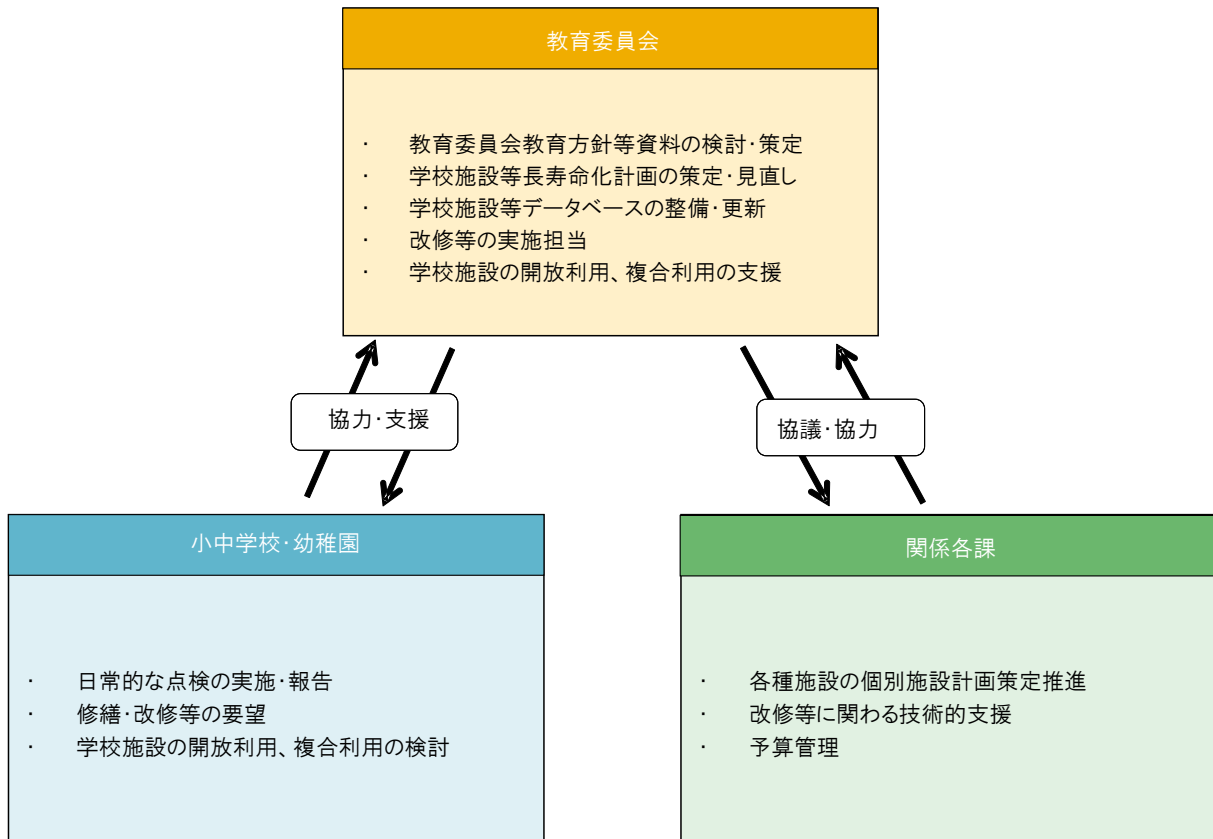 教育委員会
・ 教育委員会教育方針等資料の検討・策定
・ 学校施設等長寿命化計画の策定・見直し
・ 学校施設等データベースの整備・更新
・ 改修等の実施担当
・ 学校施設の開放利用、複合利用の支援
協力・支援
協議・協力
小中学校・幼稚園
・ 日常的な点検の実施・報告
・ 修繕・改修等の要望
・ 学校施設の開放利用、複合利用の検討
関係各課
・ 各種施設の個別施設計画策定推進
・ 改修等に関わる技術的支援
・ 予算管理